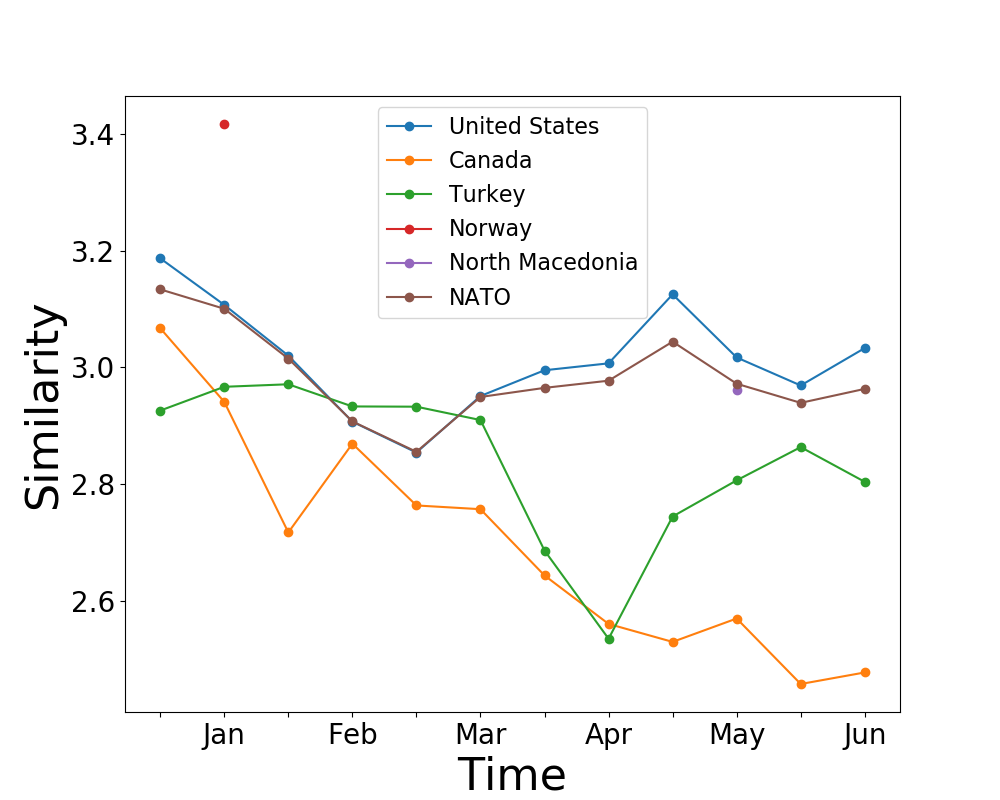 United States
Canada
Turkey
Norway
North Macedonia
NATO
3.4
3.2
3.0
2.8
2.6
Similarity
Jan Feb Mar Apr May Jun
Time